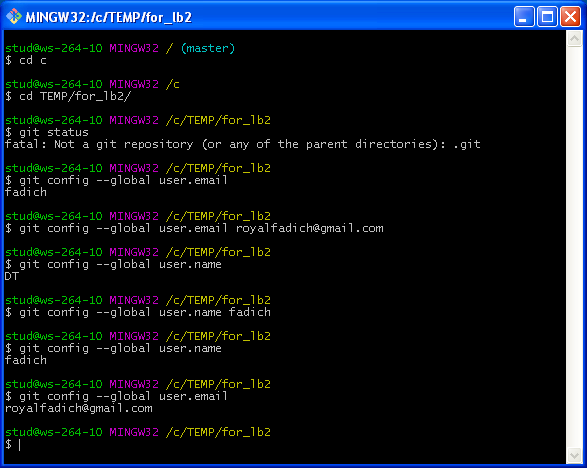 MINGW32:/c/TEMP/for_lb2
stud@ws-264-10 MINGW32 / (master)
$ cd c
stud@ws-264-10 MINGW32 /c
$ cd TEMP/for_lb2/
stud@ws-264-10 MINGW32 /c/TEMP/for_lb2
$ git status
fatal: Not a git repository (or any of the parent directories): .git
stud@ws-264-10 MINGW32 /c/TEMP/for_lb2
$ git config --global user.email
fadich
stud@ws-264-10 MINGW32 /c/TEMP/for_lb2
$ git config --global user.email royalfadich@gmail.com
stud@ws-264-10 MINGW32 /c/TEMP/for_lb2
$ git config --global user.name
DT
stud@ws-264-10 MINGW32 /c/TEMP/for_lb2
$ git config --global user.name fadich
stud@ws-264-10 MINGW32 /c/TEMP/for_lb2
$ git config --global user.name
fadich
stud@ws-264-10 MINGW32 /c/TEMP/for_lb2
$ git config --global user.email
royalfadich@gmail.com
stud@ws-264-10 MINGW32 /c/TEMP/for_lb2
$